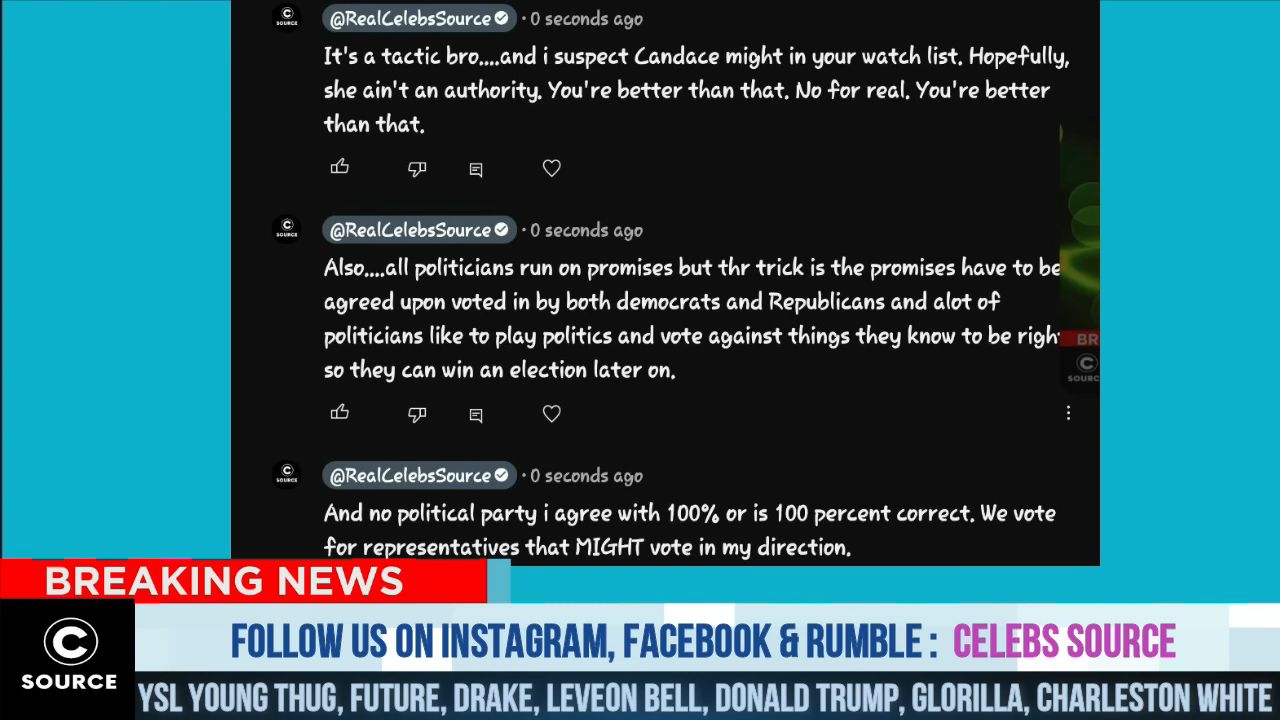 @RealCelebsSource · 0 seconds ago
It's a tactic bro....and i suspect Candace might in your watch list. Hopefully,
she ain't an authority. You're better than that. No for real. You're better
than that.
@RealCelebsSource · 0 seconds ago
Also....all politicians run on promises but thr trick is the promises have to be
agreed upon voted in by both democrats and Republicans and alot of
politicians like to play politics and vote against things they know to be right
so they can win an election later on.
@RealCelebsSource · 0 seconds ago
And no political party i agree with 100% or is 100 percent correct. We vote
for representatives that MIGHT vote in my direction.
BR
C
SOURCE
BREAKING NEWS
C
SOURCE
FOLLOW US ON INSTAGRAM, FACEBOOK & RUMBLE : CELEBS SOURCE
YSL YOUNG THUG, FUTURE, DRAKE, LEVEON BELL, DONALD TRUMP, GLORILLA, CHARLESTON WHITE